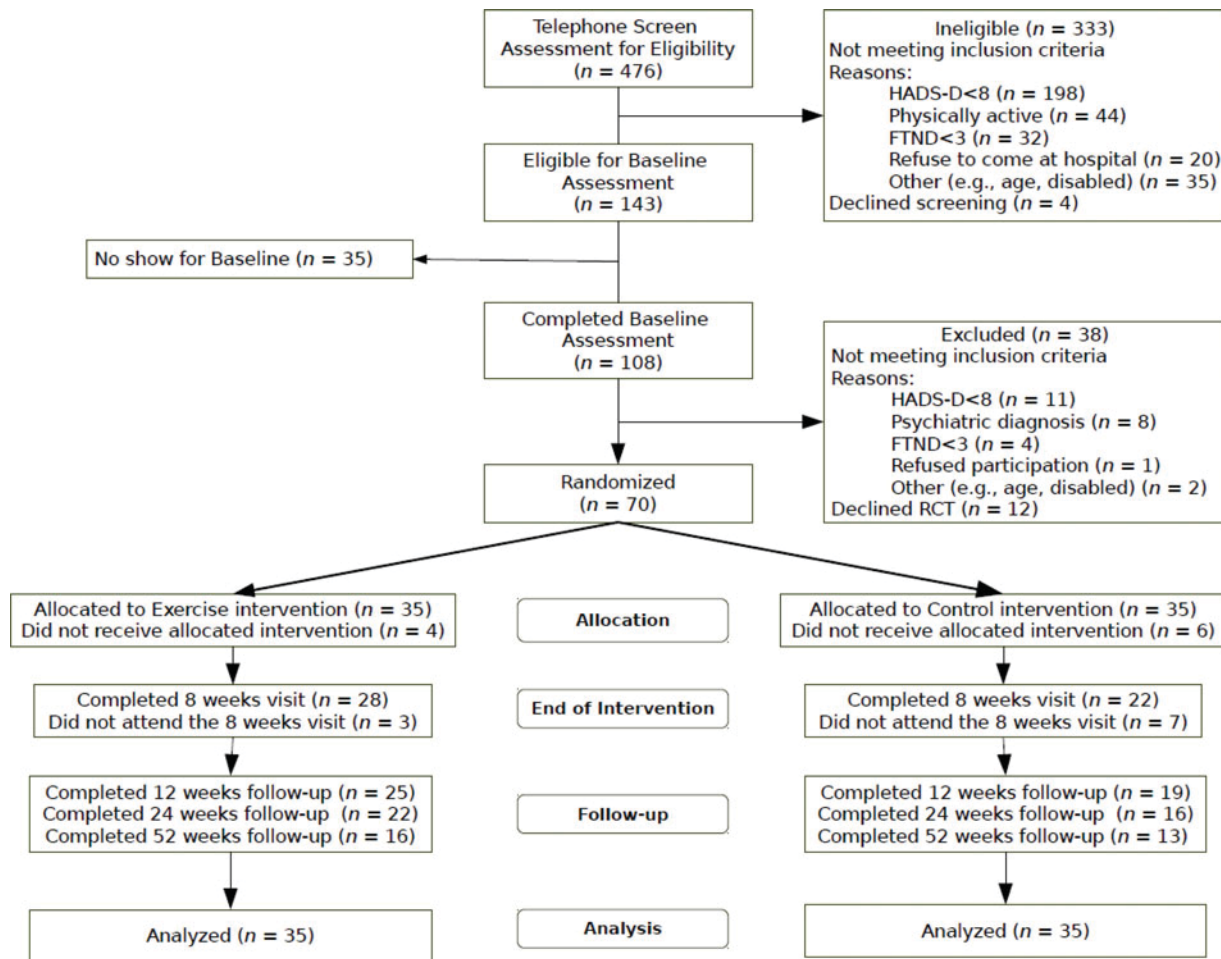 Telephone Screen
Assessment for Eligibility
(n = 476)
Ineligible (n = 333)
Not meeting inclusion criteria
Reasons:
HADS-D<8 (n = 198)
Physically active (n = 44)
FTND<3 (n = 32)
Refuse to come at hospital (n = 20)
Other (e.g., age, disabled) (n = 35)
Declined screening (n = 4)
Eligible for Baseline
Assessment
(n = 143)
No show for Baseline (n = 35)
Completed Baseline
Assessment
(n = 108)
Excluded (n = 38)
Not meeting inclusion criteria
Reasons:
HADS-D<8 (n = 11)
Psychiatric diagnosis (n = 8)
FTND<3 (n = 4)
Refused participation (n = 1)
Other (e.g., age, disabled) (n = 2)
Declined RCT (n = 12)
Randomized
(n = 70)
Allocated to Exercise intervention (n = 35)
Did not receive allocated intervention (n = 4)
Allocation
Allocated to Control intervention (n = 35)
Did not receive allocated intervention (n = 6)
Completed 8 weeks visit (n = 28)
Did not attend the 8 weeks visit (n = 3)
End of Intervention
Completed 8 weeks visit (n = 22)
Did not attend the 8 weeks visit (n = 7)
Completed 12 weeks follow-up (n = 25)
Completed 24 weeks follow-up (n = 22)
Completed 52 weeks follow-up (n = 16)
Follow-up
Completed 12 weeks follow-up (n = 19)
Completed 24 weeks follow-up (n = 16)
Completed 52 weeks follow-up (n = 13)
Analyzed (n = 35)
Analysis
Analyzed (n = 35)